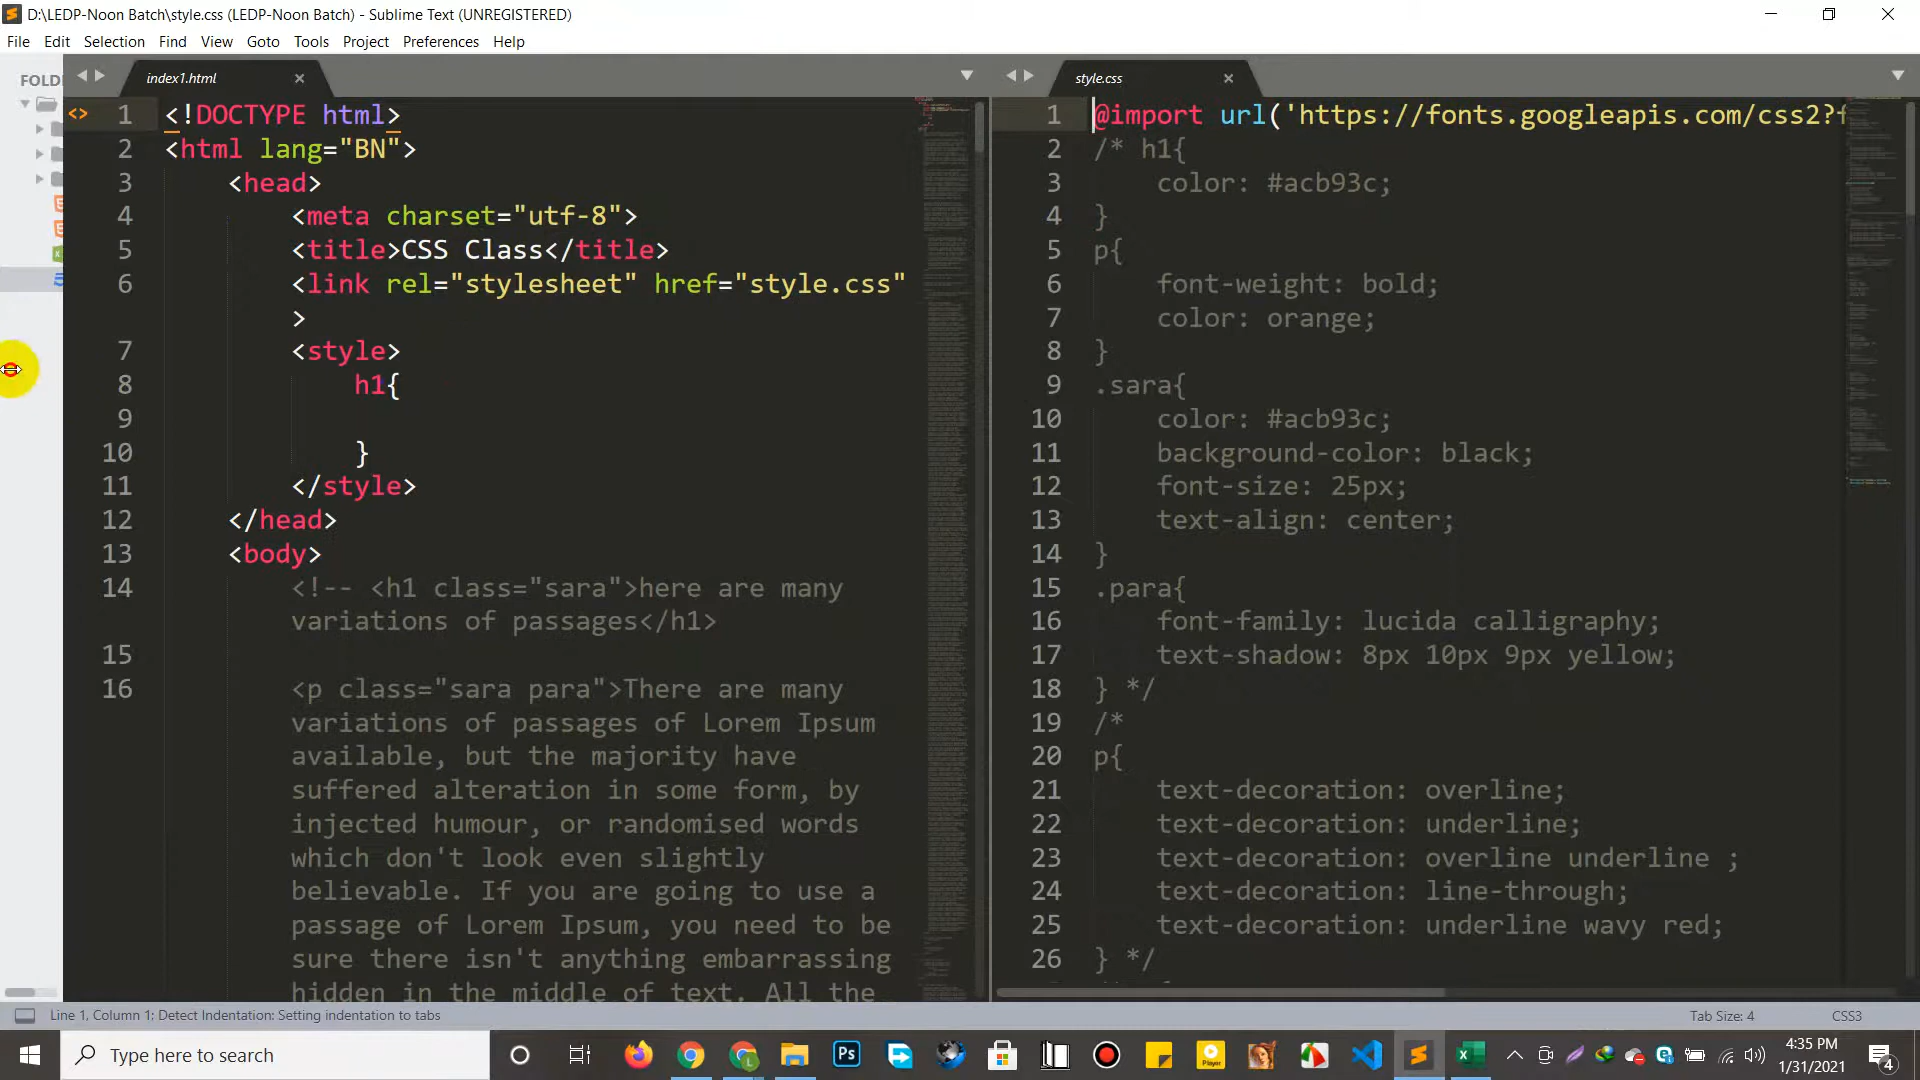 D:\LEDP-Noon Batch\style.css (LEDP-Noon Batch) - Sublime Text (UNREGISTERED)
File Edit Selection Find View Goto Tools Project Preferences Help
index1.html
1 <!DOCTYPE html>
2 <html lang="BN">
3 <head>
4 <meta charset="utf-8">
5 <title>CSS Class</title>
6 <link rel="stylesheet" href="style.css"
>
7 <style>
8 h1{
9
10 }
11 </style>
12 </head>
13 <body>
14 <!-- <h1 class="sara">here are many
variations of passages</h1>
15
16 <p class="sara para">There are many
variations of passages of Lorem Ipsum
available, but the majority have
suffered alteration in some form, by
injected humour, or randomised words
which don't look even slightly
believable. If you are going to use a
passage of Lorem Ipsum, you need to be
sure there isn't anything embarrassing
hidden in the middle of text. All the
style.css
1 @import url('https://fonts.googleapis.com/css2?f
2 /* h1{
3 color: #acb93c;
4 }
5 p{
6 font-weight: bold;
7 color: orange;
8 }
9 .sara{
10 color: #acb93c;
11 background-color: black;
12 font-size: 25px;
13 text-align: center;
14 }
15 .para{
16 font-family: lucida calligraphy;
17 text-shadow: 8px 10px 9px yellow;
18 } */
19 /*
20 p{
21 text-decoration: overline;
22 text-decoration: underline;
23 text-decoration: overline underline ;
24 text-decoration: line-through;
25 text-decoration: underline wavy red;
26 } */
Line 1, Column 1; Detect Indentation: Setting indentation to tabs
Tab Size: 4
CSS3
Type here to search
Ps
4:35 PM
1/31/2021
4